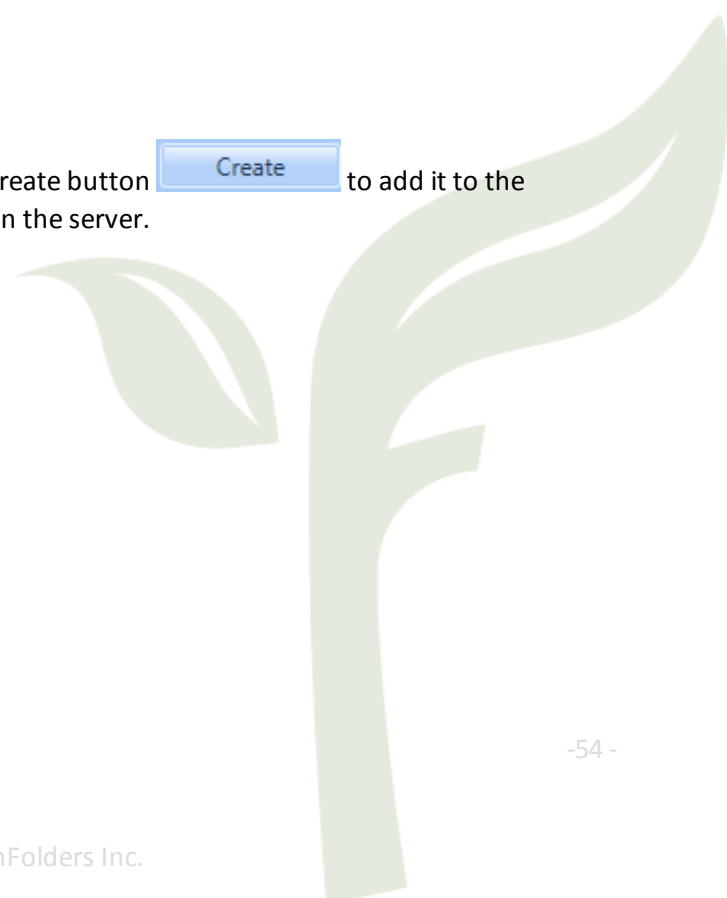 reate button Create to add it to the
n the server.
-54 -
nFolders Inc.